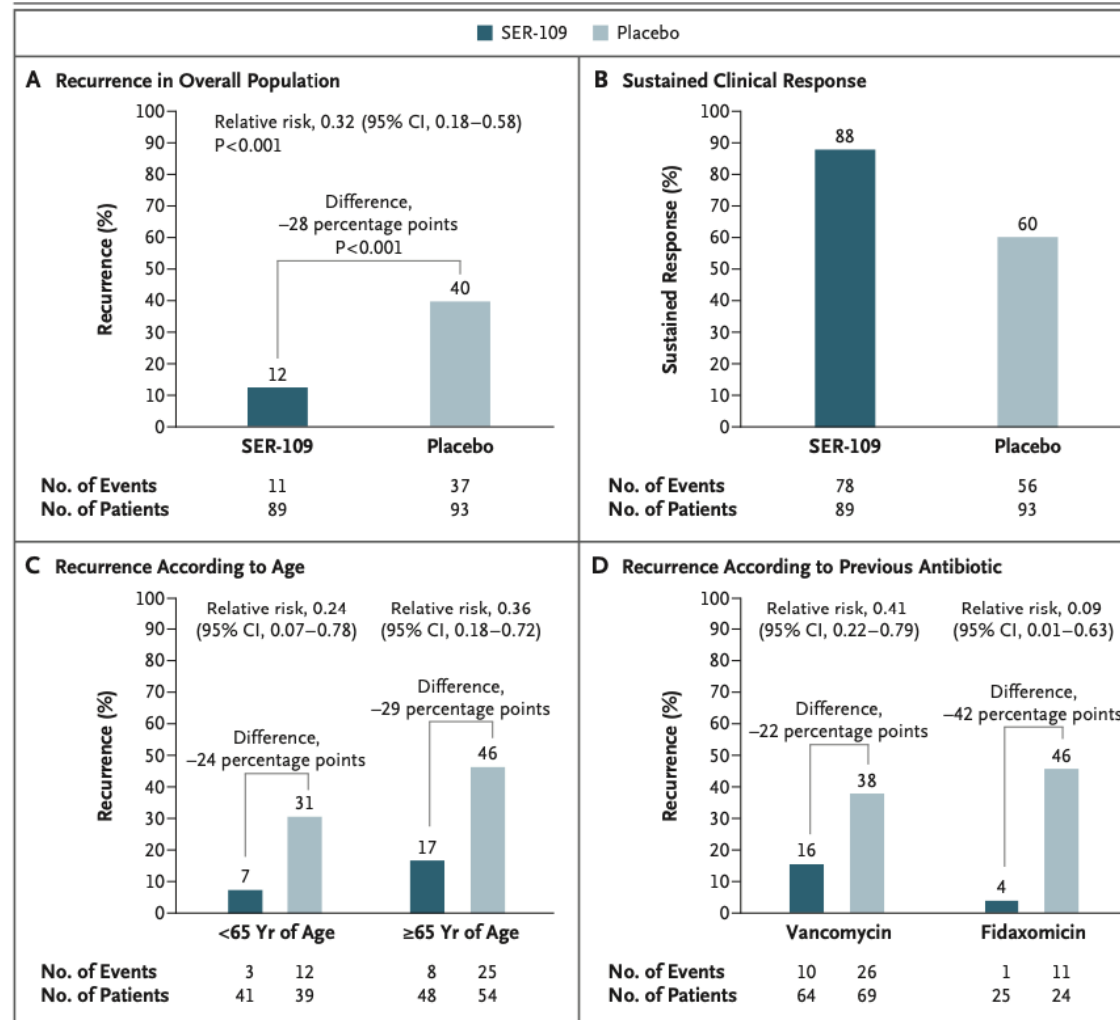 SER-109 Placebo
A Recurrence in Overall Population
100
90
80
70
60
50
40
30
20
10
0
Recurrence (%)
Relative risk, 0.32 (95% CI, 0.18–0.58)
P<0.001
Difference,
–28 percentage points
P<0.001
12
40
SER-109 Placebo
No. of Events 11 37
No. of Patients 89 93
B Sustained Clinical Response
100
90
80
70
60
50
40
30
20
10
0
Sustained Response (%)
88
60
SER-109 Placebo
No. of Events 78 56
No. of Patients 89 93
C Recurrence According to Age
100
90
80
70
60
50
40
30
20
10
0
Recurrence (%)
Relative risk, 0.24
(95% CI, 0.07–0.78)
Relative risk, 0.36
(95% CI, 0.18–0.72)
Difference,
–24 percentage points
Difference,
–29 percentage points
7
31
17
46
<65 Yr of Age ≥65 Yr of Age
No. of Events 3 12 8 25
No. of Patients 41 39 48 54
D Recurrence According to Previous Antibiotic
100
90
80
70
60
50
40
30
20
10
0
Recurrence (%)
Relative risk, 0.41
(95% CI, 0.22–0.79)
Relative risk, 0.09
(95% CI, 0.01–0.63)
Difference,
–22 percentage points
Difference,
–42 percentage points
16
38
4
46
Vancomycin Fidaxomicin
No. of Events 10 26 1 11
No. of Patients 64 69 25 24